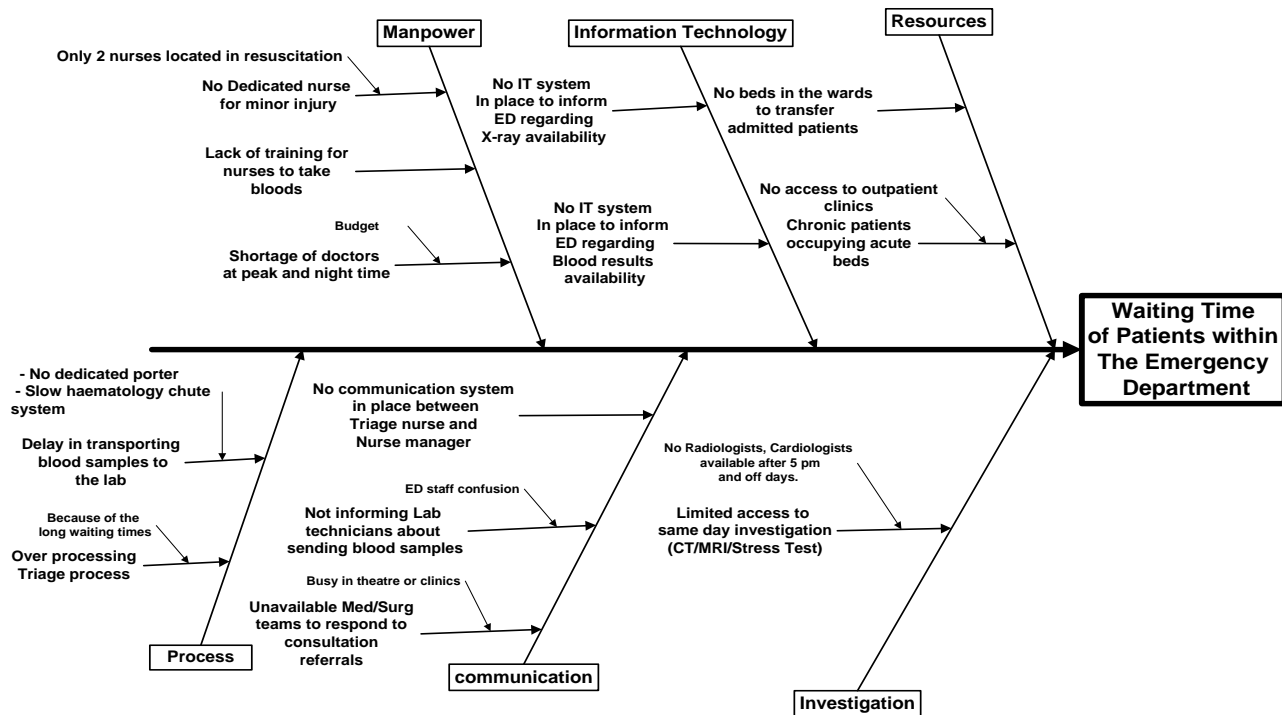 Manpower
Only 2 nurses located in resuscitation
No Dedicated nurse
for minor injury
Lack of training for
nurses to take
bloods
Budget
Shortage of doctors
at peak and night time
Information Technology
No IT system
In place to inform
ED regarding
X-ray availability
No IT system
In place to inform
ED regarding
Blood results
availability
Resources
No beds in the wards
to transfer
admitted patients
No access to outpatient
clinics
Chronic patients
occupying acute
beds
Waiting Time
of Patients within
The Emergency
Department
- No dedicated porter
- Slow haematology chute
system
Delay in transporting
blood samples to
the lab
Because of the
long waiting times
Over processing
Triage process
Process
No communication system
in place between
Triage nurse and
Nurse manager
ED staff confusion
Not informing Lab
technicians about
sending blood samples
Busy in theatre or clinics
Unavailable Med/Surg
teams to respond to
consultation
referrals
communication
No Radiologists, Cardiologists
available after 5 pm
and off days.
Limited access to
same day investigation
(CT/MRI/Stress Test)
Investigation